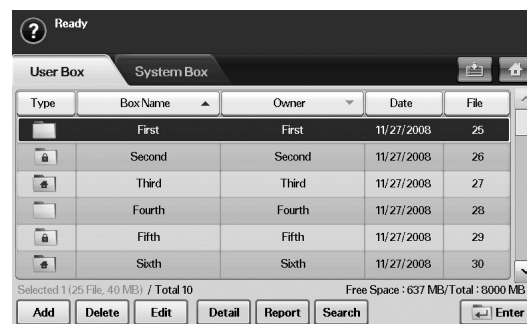 Ready
User Box System Box
Type Box Name Owner Date File
First First 11/27/2008 25
Second Second 11/27/2008 26
Third Third 11/27/2008 27
Fourth Fourth 11/27/2008 28
Fifth Fifth 11/27/2008 29
Sixth Sixth 11/27/2008 30
Selected 1 (25 File, 40 MB) / Total 10 Free Space : 637 MB/Total : 8000 MB
Add Delete Edit Detail Report Search Enter